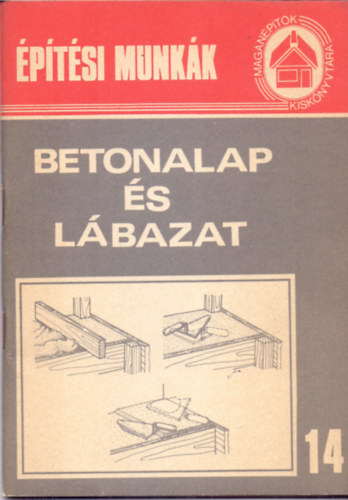 ÉPÍTÉSI MUNKÁK
MAGÁNÉPÍTŐK
KISKÖNYVTÁRA
BETONALAP
ÉS
LÁBAZAT
14